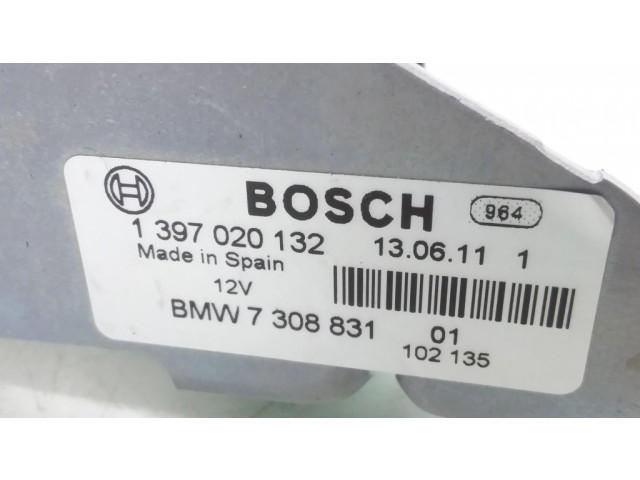 BOSCH 964
1 397 020 132 13.06.11 1
Made in Spain
12V
BMW 7 308 831 01
102 135